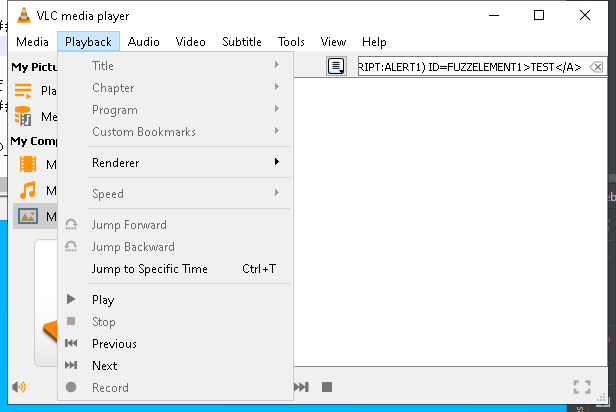 VLC media player
Media Playback Audio Video Subtitle Tools View Help
RIPT:ALERT1) ID=FUZZELEMENT1>TEST</A>
My Pictu
Pla
Me
My Comp
M
M
M
Title
Chapter
Program
Custom Bookmarks
Renderer
Speed
Jump Forward
Jump Backward
Jump to Specific Time Ctrl+T
Play
Stop
Previous
Next
Record